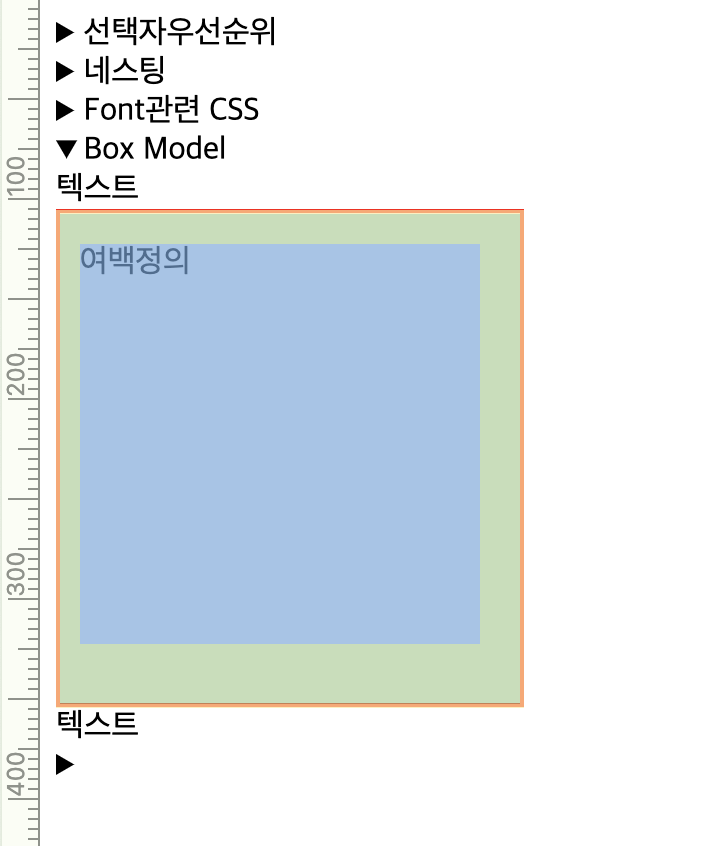 ▶ 선택자우선순위
▶ 네스팅
▶ Font관련 CSS
▼ Box Model
텍스트
여백정의
텍스트
▶
100
200
300
400